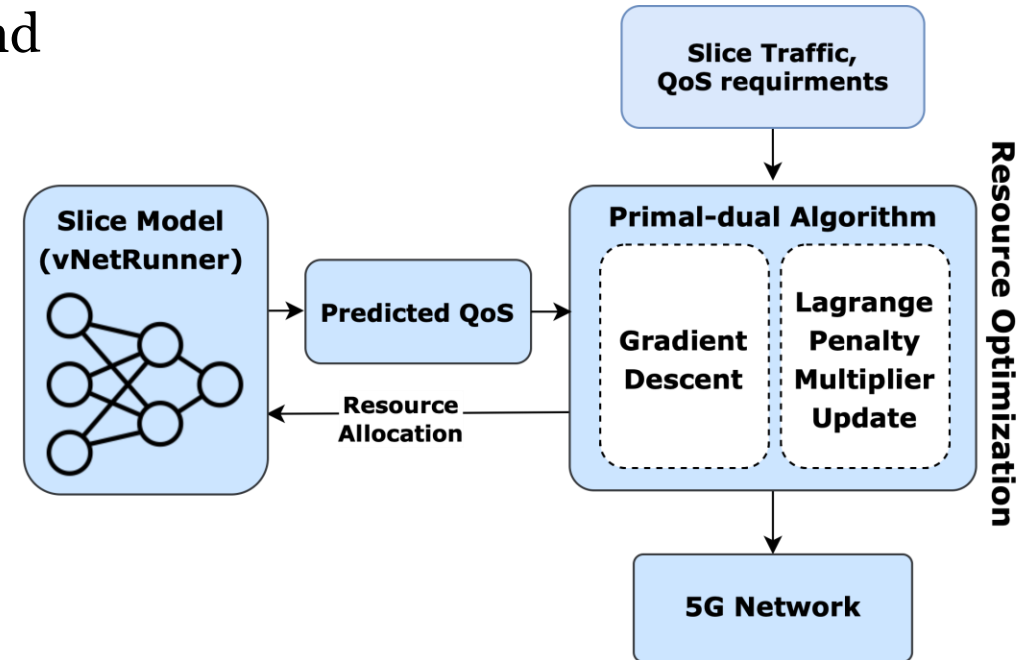 nd
Slice Traffic,
QoS requirments
Slice Model
(vNetRunner)
Predicted QoS
Resource
Allocation
Primal-dual Algorithm
Gradient
Descent
Lagrange
Penalty
Multiplier
Update
Resource Optimization
5G Network